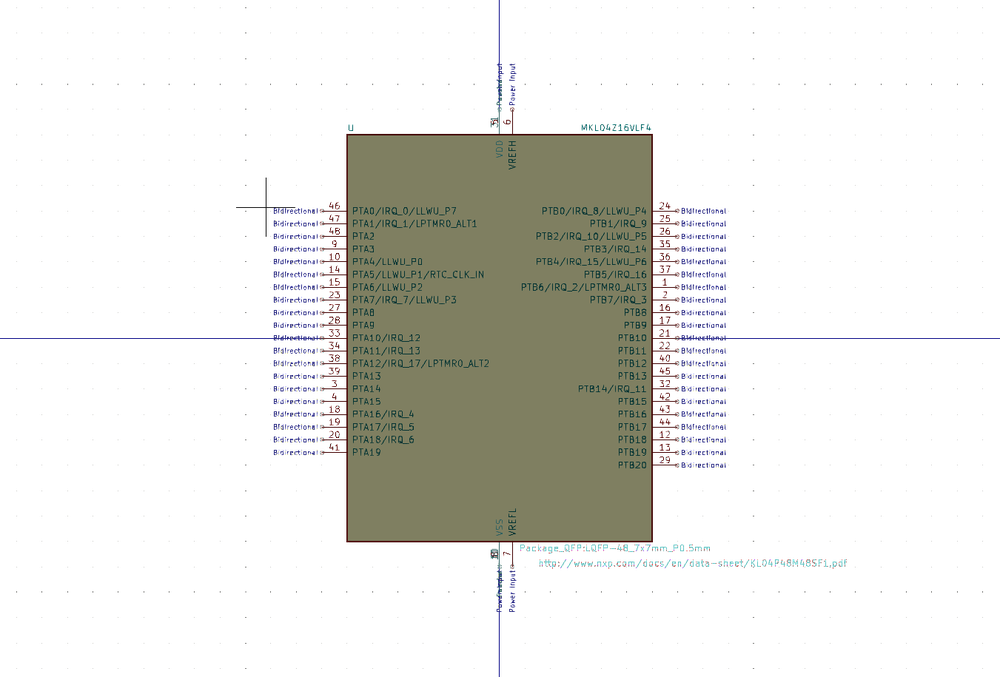 Power Input
U MKL04Z16VLF4
6
VDD VREFH
Bidirectional 46 PTA0/IRQ_0/LLWU_P7 PTB0/IRQ_8/LLWU_P4 24 Bidirectional
Bidirectional 47 PTA1/IRQ_1/LPTMR0_ALT1 PTB1/IRQ_9 25 Bidirectional
Bidirectional 48 PTA2 PTB2/IRQ_10/LLWU_P5 26 Bidirectional
Bidirectional 9 PTA3 PTB3/IRQ_14 35 Bidirectional
Bidirectional 10 PTA4/LLWU_P0 PTB4/IRQ_15/LLWU_P6 36 Bidirectional
Bidirectional 14 PTA5/LLWU_P1/RTC_CLK_IN PTB5/IRQ_16 37 Bidirectional
Bidirectional 15 PTA6/LLWU_P2 PTB6/IRQ_2/LPTMR0_ALT3 1 Bidirectional
Bidirectional 23 PTA7/IRQ_7/LLWU_P3 PTB7/IRQ_3 2 Bidirectional
Bidirectional 27 PTA8 PTB8 16 Bidirectional
Bidirectional 28 PTA9 PTB9 17 Bidirectional
Bidirectional 33 PTA10/IRQ_12 PTB10 21 Bidirectional
Bidirectional 34 PTA11/IRQ_13 PTB11 22 Bidirectional
Bidirectional 38 PTA12/IRQ_17/LPTMR0_ALT2 PTB12 40 Bidirectional
Bidirectional 39 PTA13 PTB13 45 Bidirectional
Bidirectional 3 PTA14 PTB14/IRQ_11 32 Bidirectional
Bidirectional 4 PTA15 PTB15 42 Bidirectional
Bidirectional 18 PTA16/IRQ_4 PTB16 43 Bidirectional
Bidirectional 19 PTA17/IRQ_5 PTB17 44 Bidirectional
Bidirectional 20 PTA18/IRQ_6 PTB18 12 Bidirectional
Bidirectional 41 PTA19 PTB19 13 Bidirectional
PTB20 29 Bidirectional
VSS VREFL
7
Package_QFP:LQFP-48_7x7mm_P0.5mm
http://www.nxp.com/docs/en/data-sheet/KL04P48M48SF1.pdf
Power Input